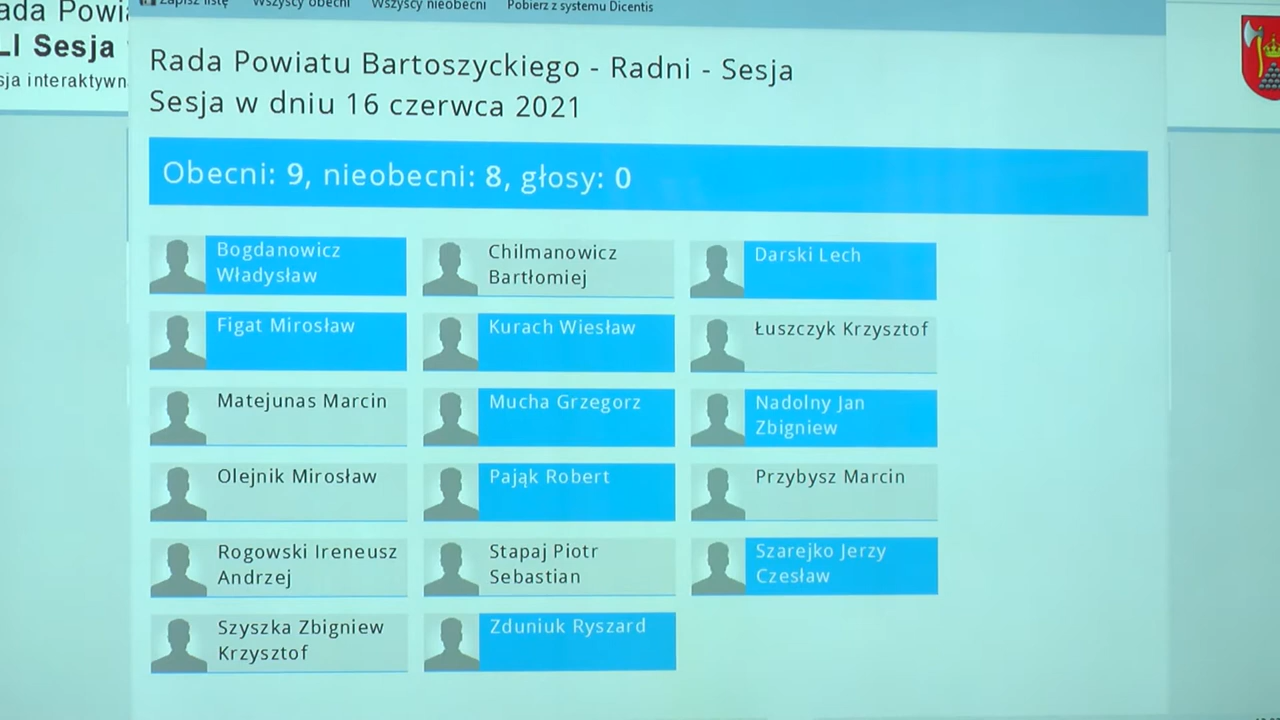 Zapisz listę Wszyscy obecni Wszyscy nieobecni Pobierz z systemu Dicentis
ada Powi
LI Sesja
sja interaktywn
Rada Powiatu Bartoszyckiego - Radni - Sesja
Sesja w dniu 16 czerwca 2021
Obecni: 9, nieobecni: 8, głosy: 0
Bogdanowicz
Władysław
Chilmanowicz
Bartłomiej
Darski Lech
Figat Mirosław
Kurach Wiesław
Łuszczyk Krzysztof
Matejunas Marcin
Mucha Grzegorz
Nadolny Jan
Zbigniew
Olejnik Mirosław
Pająk Robert
Przybysz Marcin
Rogowski Ireneusz
Andrzej
Stapaj Piotr
Sebastian
Szarejko Jerzy
Czesław
Szyszka Zbigniew
Krzysztof
Zduniuk Ryszard